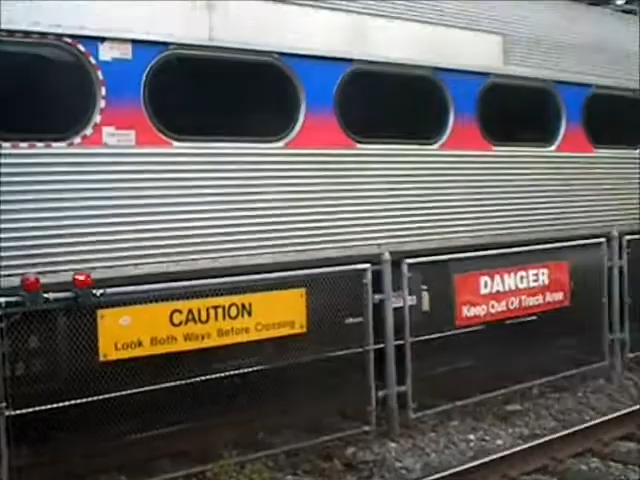 CAUTION
Look Both Ways Before Crossing
DANGER
Keep Out Of Track Area